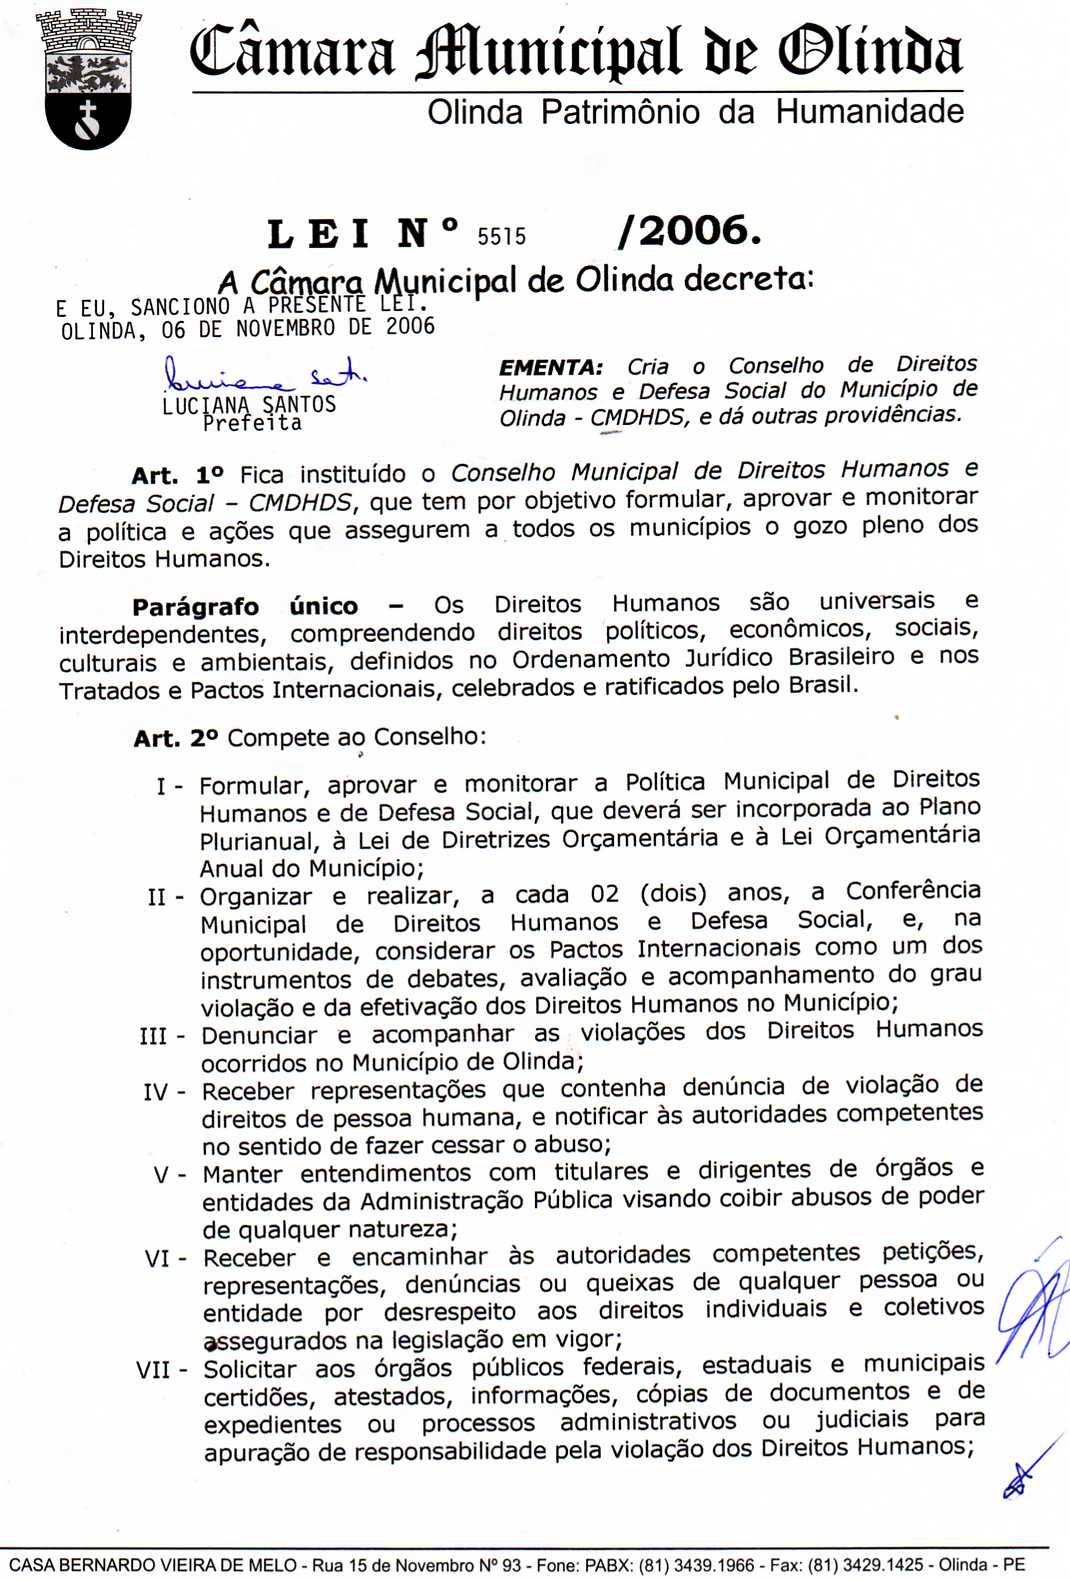 Câmara Municipal de Olinda
Olinda Patrimônio da Humanidade
LEI Nº 5515 /2006.
A Câmara Municipal de Olinda decreta:
E EU, SANCIONO A PRESENTE LEI.
OLINDA, 06 DE NOVEMBRO DE 2006
LUCIANA SANTOS
Prefeita
EMENTA: Cria o Conselho de Direitos
Humanos e Defesa Social do Município de
Olinda - CMDHDS, e dá outras providências.
Art. 1º Fica instituído o Conselho Municipal de Direitos Humanos e
Defesa Social – CMDHDS, que tem por objetivo formular, aprovar e monitorar
a política e ações que assegurem a todos os municípios o gozo pleno dos
Direitos Humanos.
Parágrafo único – Os Direitos Humanos são universais e
interdependentes, compreendendo direitos políticos, econômicos, sociais,
culturais e ambientais, definidos no Ordenamento Jurídico Brasileiro e nos
Tratados e Pactos Internacionais, celebrados e ratificados pelo Brasil.
Art. 2º Compete ao Conselho:
I - Formular, aprovar e monitorar a Política Municipal de Direitos
Humanos e de Defesa Social, que deverá ser incorporada ao Plano
Plurianual, à Lei de Diretrizes Orçamentária e à Lei Orçamentária
Anual do Município;
II - Organizar e realizar, a cada 02 (dois) anos, a Conferência
Municipal de Direitos Humanos e Defesa Social, e, na
oportunidade, considerar os Pactos Internacionais como um dos
instrumentos de debates, avaliação e acompanhamento do grau
violação e da efetivação dos Direitos Humanos no Município;
III - Denunciar e acompanhar as violações dos Direitos Humanos
ocorridos no Município de Olinda;
IV - Receber representações que contenha denúncia de violação de
direitos de pessoa humana, e notificar às autoridades competentes
no sentido de fazer cessar o abuso;
V - Manter entendimentos com titulares e dirigentes de órgãos e
entidades da Administração Pública visando coibir abusos de poder
de qualquer natureza;
VI - Receber e encaminhar às autoridades competentes petições,
representações, denúncias ou queixas de qualquer pessoa ou
entidade por desrespeito aos direitos individuais e coletivos
assegurados na legislação em vigor;
VII - Solicitar aos órgãos públicos federais, estaduais e municipais
certidões, atestados, informações, cópias de documentos e de
expedientes ou processos administrativos ou judiciais para
apuração de responsabilidade pela violação dos Direitos Humanos;
CASA BERNARDO VIEIRA DE MELO - Rua 15 de Novembro Nº 93 - Fone: PABX: (81) 3439.1966 - Fax: (81) 3429.1425 - Olinda - PE